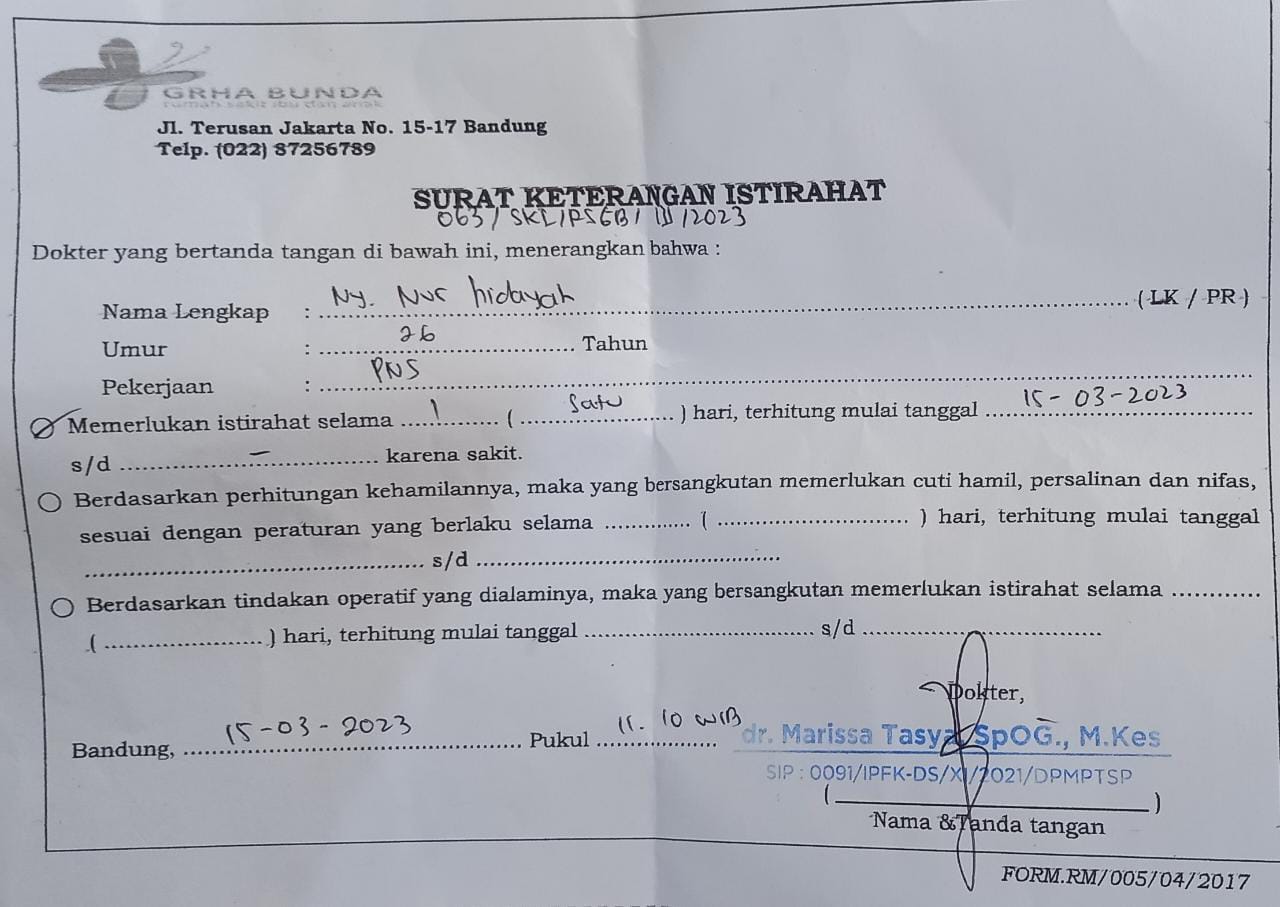 GRHA BUNDA
rumah sakit ibu dan anak
Jl. Terusan Jakarta No. 15-17 Bandung
Telp. (022) 87256789
SURAT KETERANGAN ISTIRAHAT
063/SKI/PSGB/III/2023
Dokter yang bertanda tangan di bawah ini, menerangkan bahwa :
Nama Lengkap : Ny. Nur hidayah (LK / PR)
Umur : 26 Tahun
Pekerjaan : PNS
Memerlukan istirahat selama 1 ( Satu ) hari, terhitung mulai tanggal 15-03-2023
s/d — karena sakit.
Berdasarkan perhitungan kehamilannya, maka yang bersangkutan memerlukan cuti hamil, persalinan dan nifas,
sesuai dengan peraturan yang berlaku selama .............. ( .............................. ) hari, terhitung mulai tanggal
.................................................. s/d ..................................................
Berdasarkan tindakan operatif yang dialaminya, maka yang bersangkutan memerlukan istirahat selama ............
( ........................ ) hari, terhitung mulai tanggal .................................... s/d ....................................
Dokter,
Bandung, 15-03-2023 Pukul 11.10 WIB
dr. Marissa Tasya, SpOG., M.Kes
SIP : 0091/IPFK-DS/XI/2021/DPMPTSP
(____________________)
Nama & Tanda tangan
FORM.RM/005/04/2017